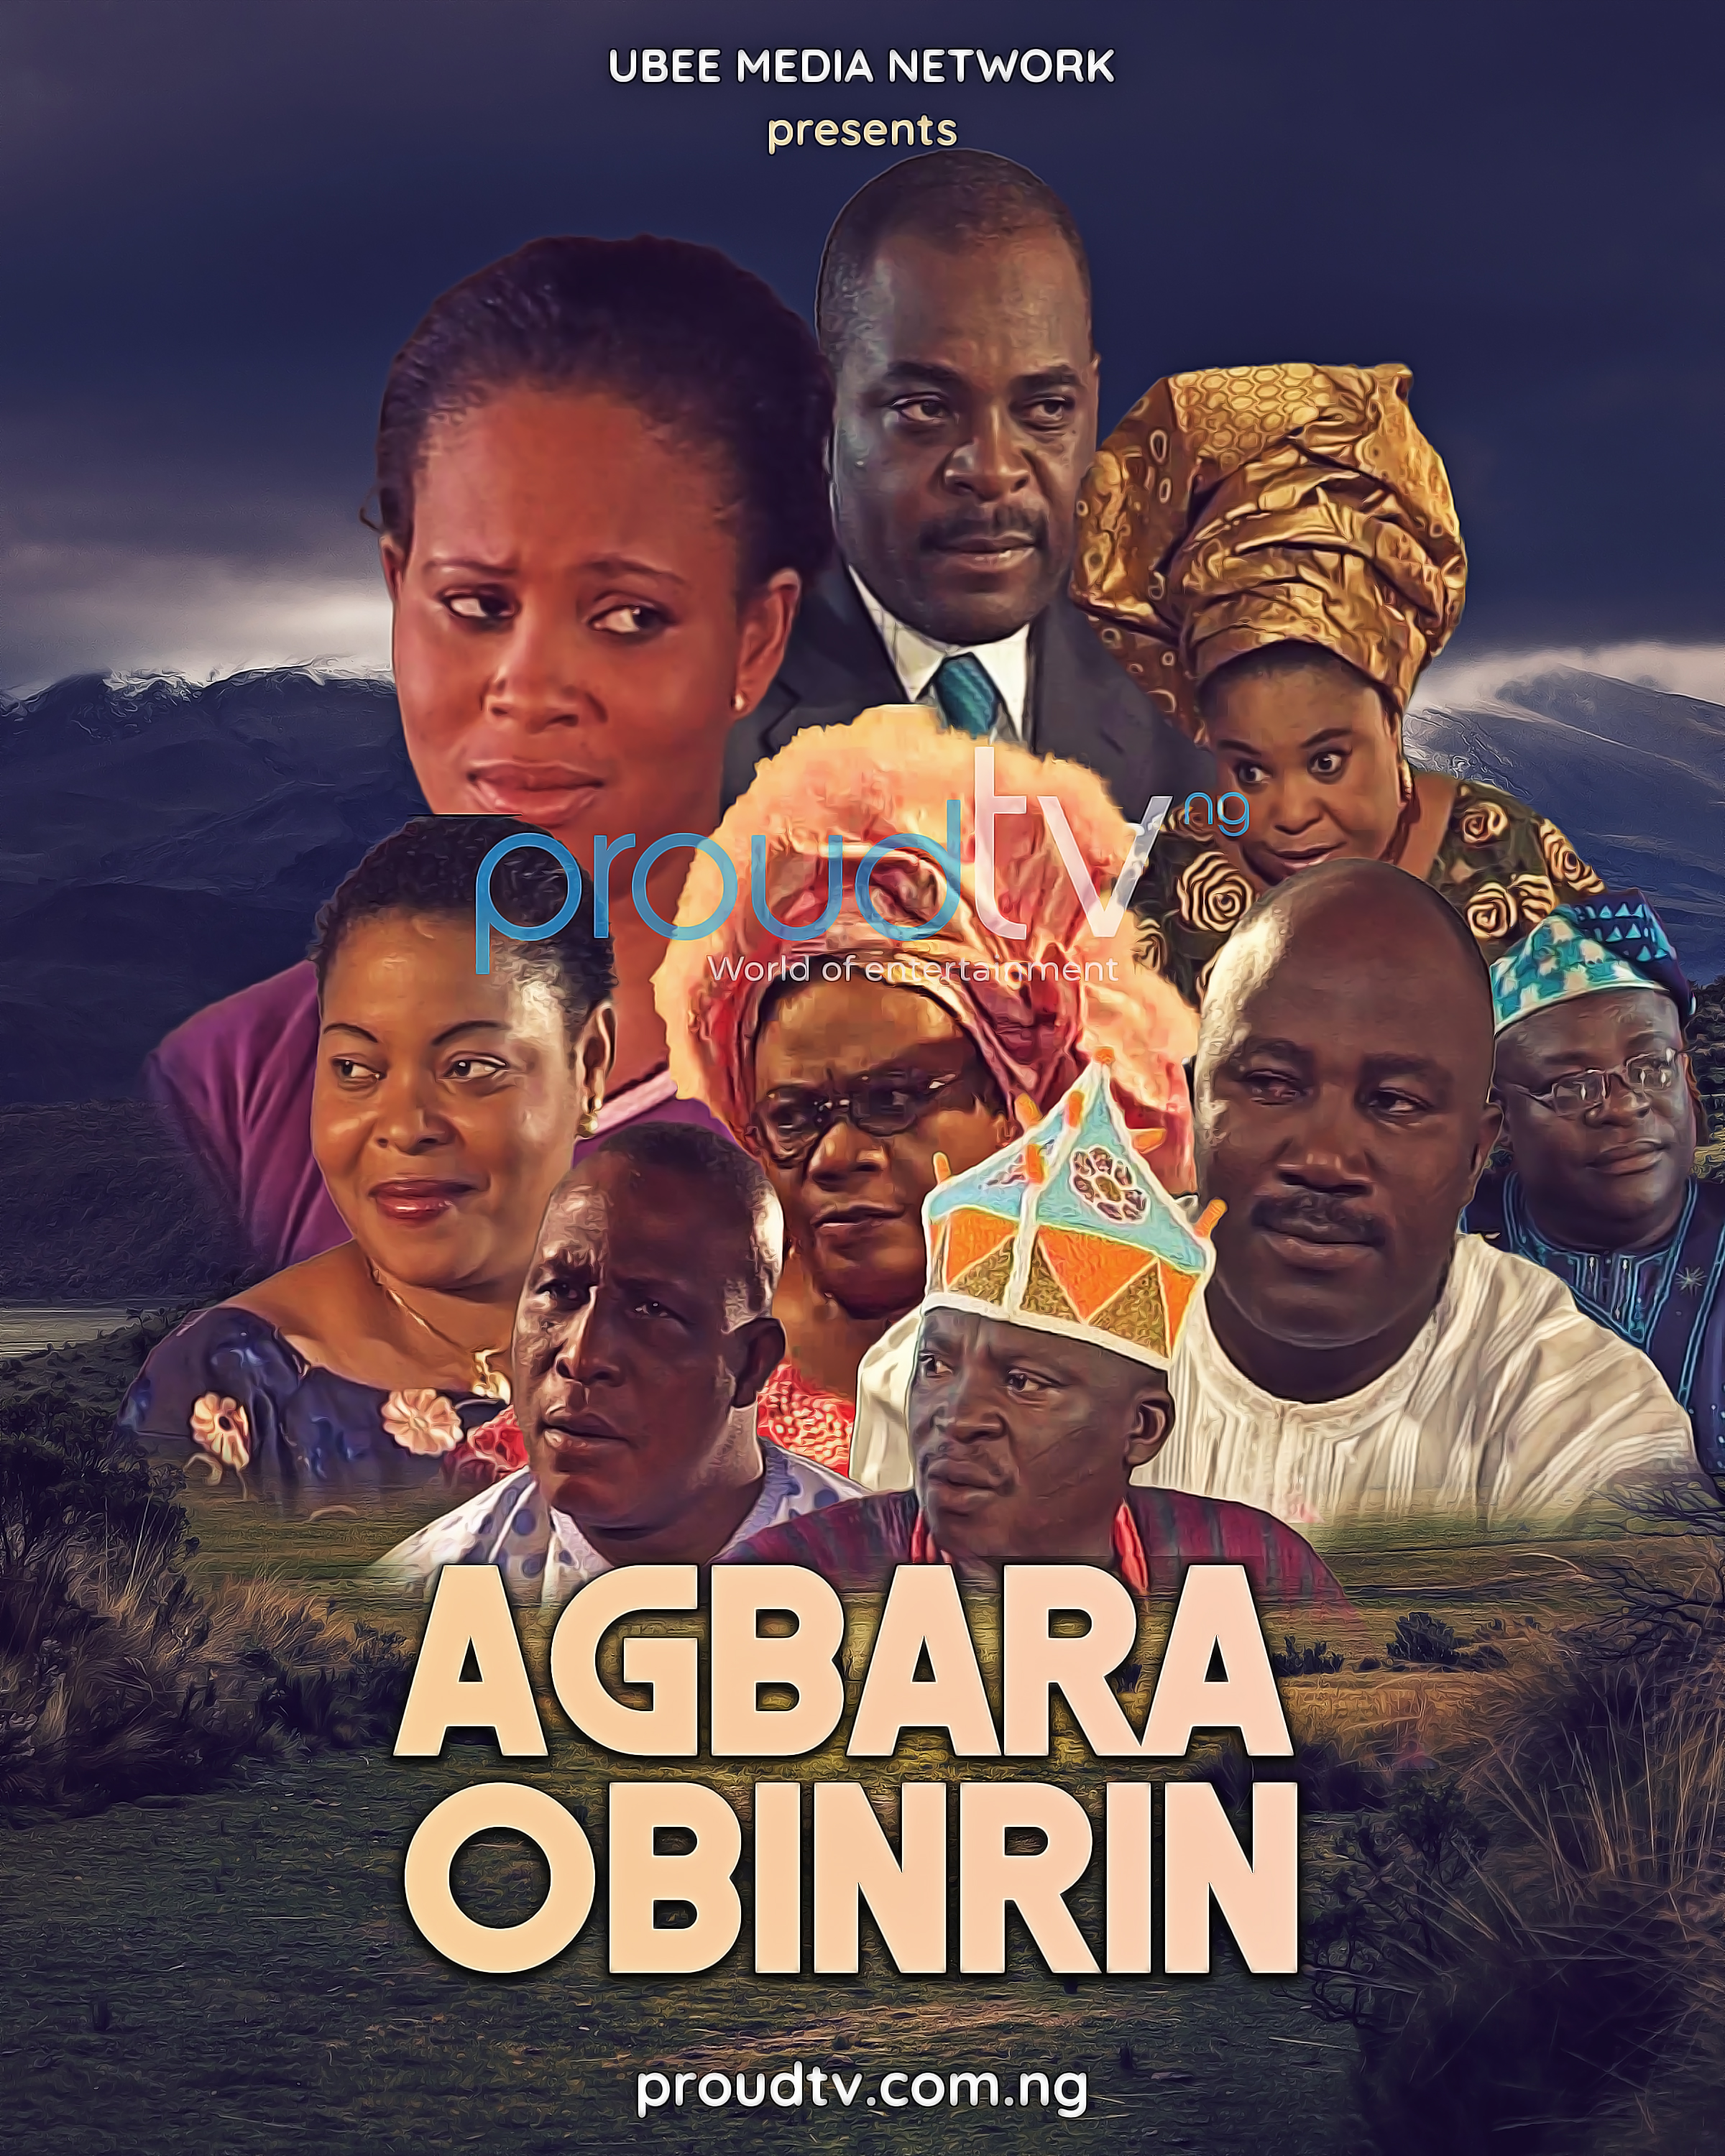 UBEE MEDIA NETWORK
presents
proudtv ng
World of entertainment
AGBARA
OBINRIN
proudtv.com.ng